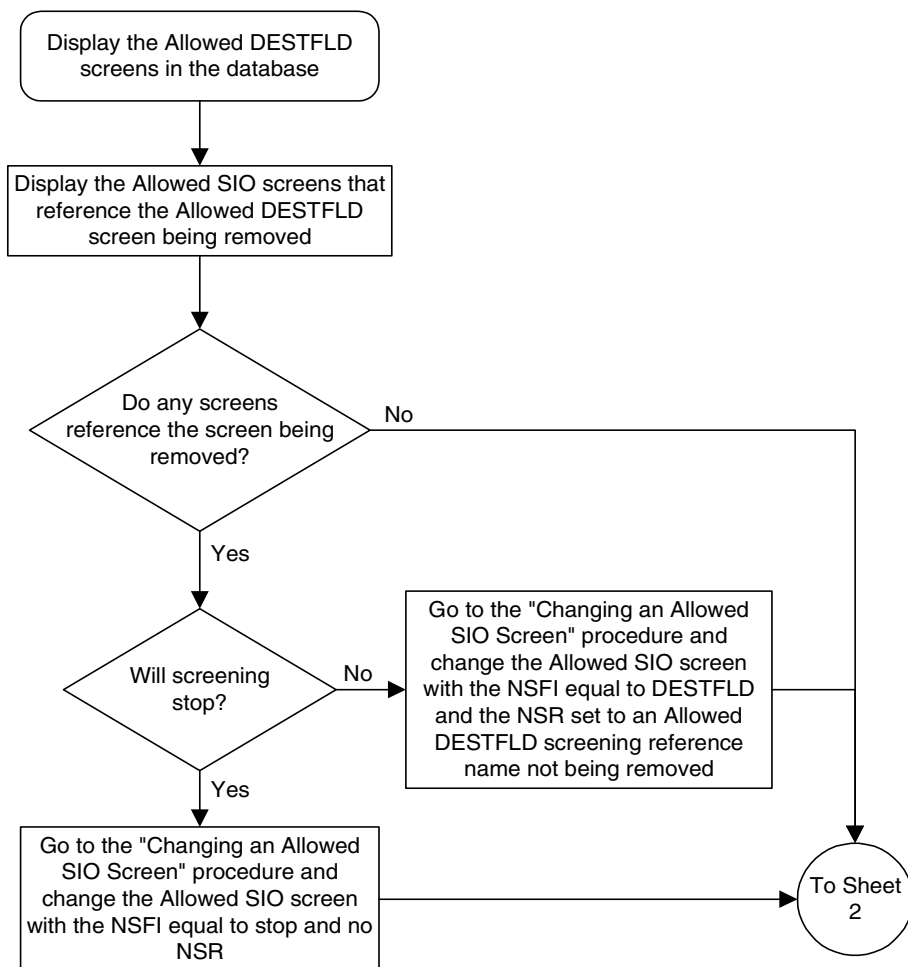 Display the Allowed DESTFLD
screens in the database
Display the Allowed SIO screens that
reference the Allowed DESTFLD
screen being removed
Do any screens
reference the screen being
removed?
No
Yes
Will screening
stop?
No
Go to the "Changing an Allowed
SIO Screen" procedure and
change the Allowed SIO screen
with the NSFI equal to DESTFLD
and the NSR set to an Allowed
DESTFLD screening reference
name not being removed
Yes
Go to the "Changing an Allowed
SIO Screen" procedure and
change the Allowed SIO screen
with the NSFI equal to stop and no
NSR
To Sheet
2